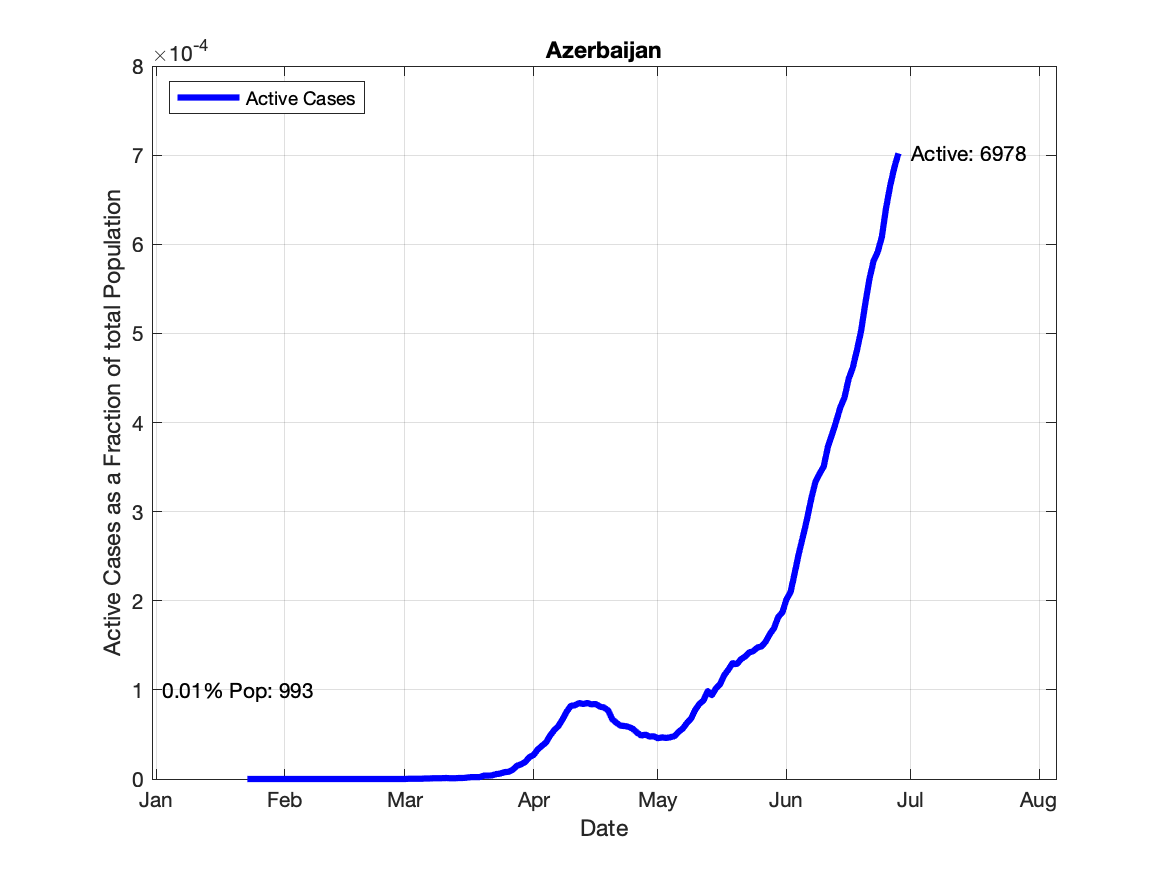 Azerbaijan
×10-4
8
7
6
5
4
3
2
1
0
Active Cases
Active: 6978
0.01% Pop: 993
Active Cases as a Fraction of total Population
Jan Feb Mar Apr May Jun Jul Aug
Date